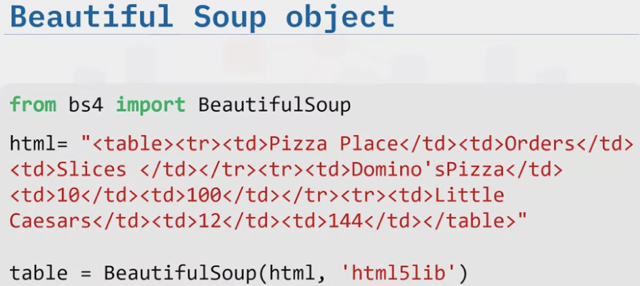 Beautiful Soup object
from bs4 import BeautifulSoup
html= "<table><tr><td>Pizza Place</td><td>Orders</td>
<td>Slices </td></tr><tr><td>Domino'sPizza</td>
<td>10</td><td>100</td></tr><tr><td>Little
Caesars</td><td>12</td><td>144</td></table>"
table = BeautifulSoup(html, 'html5lib')